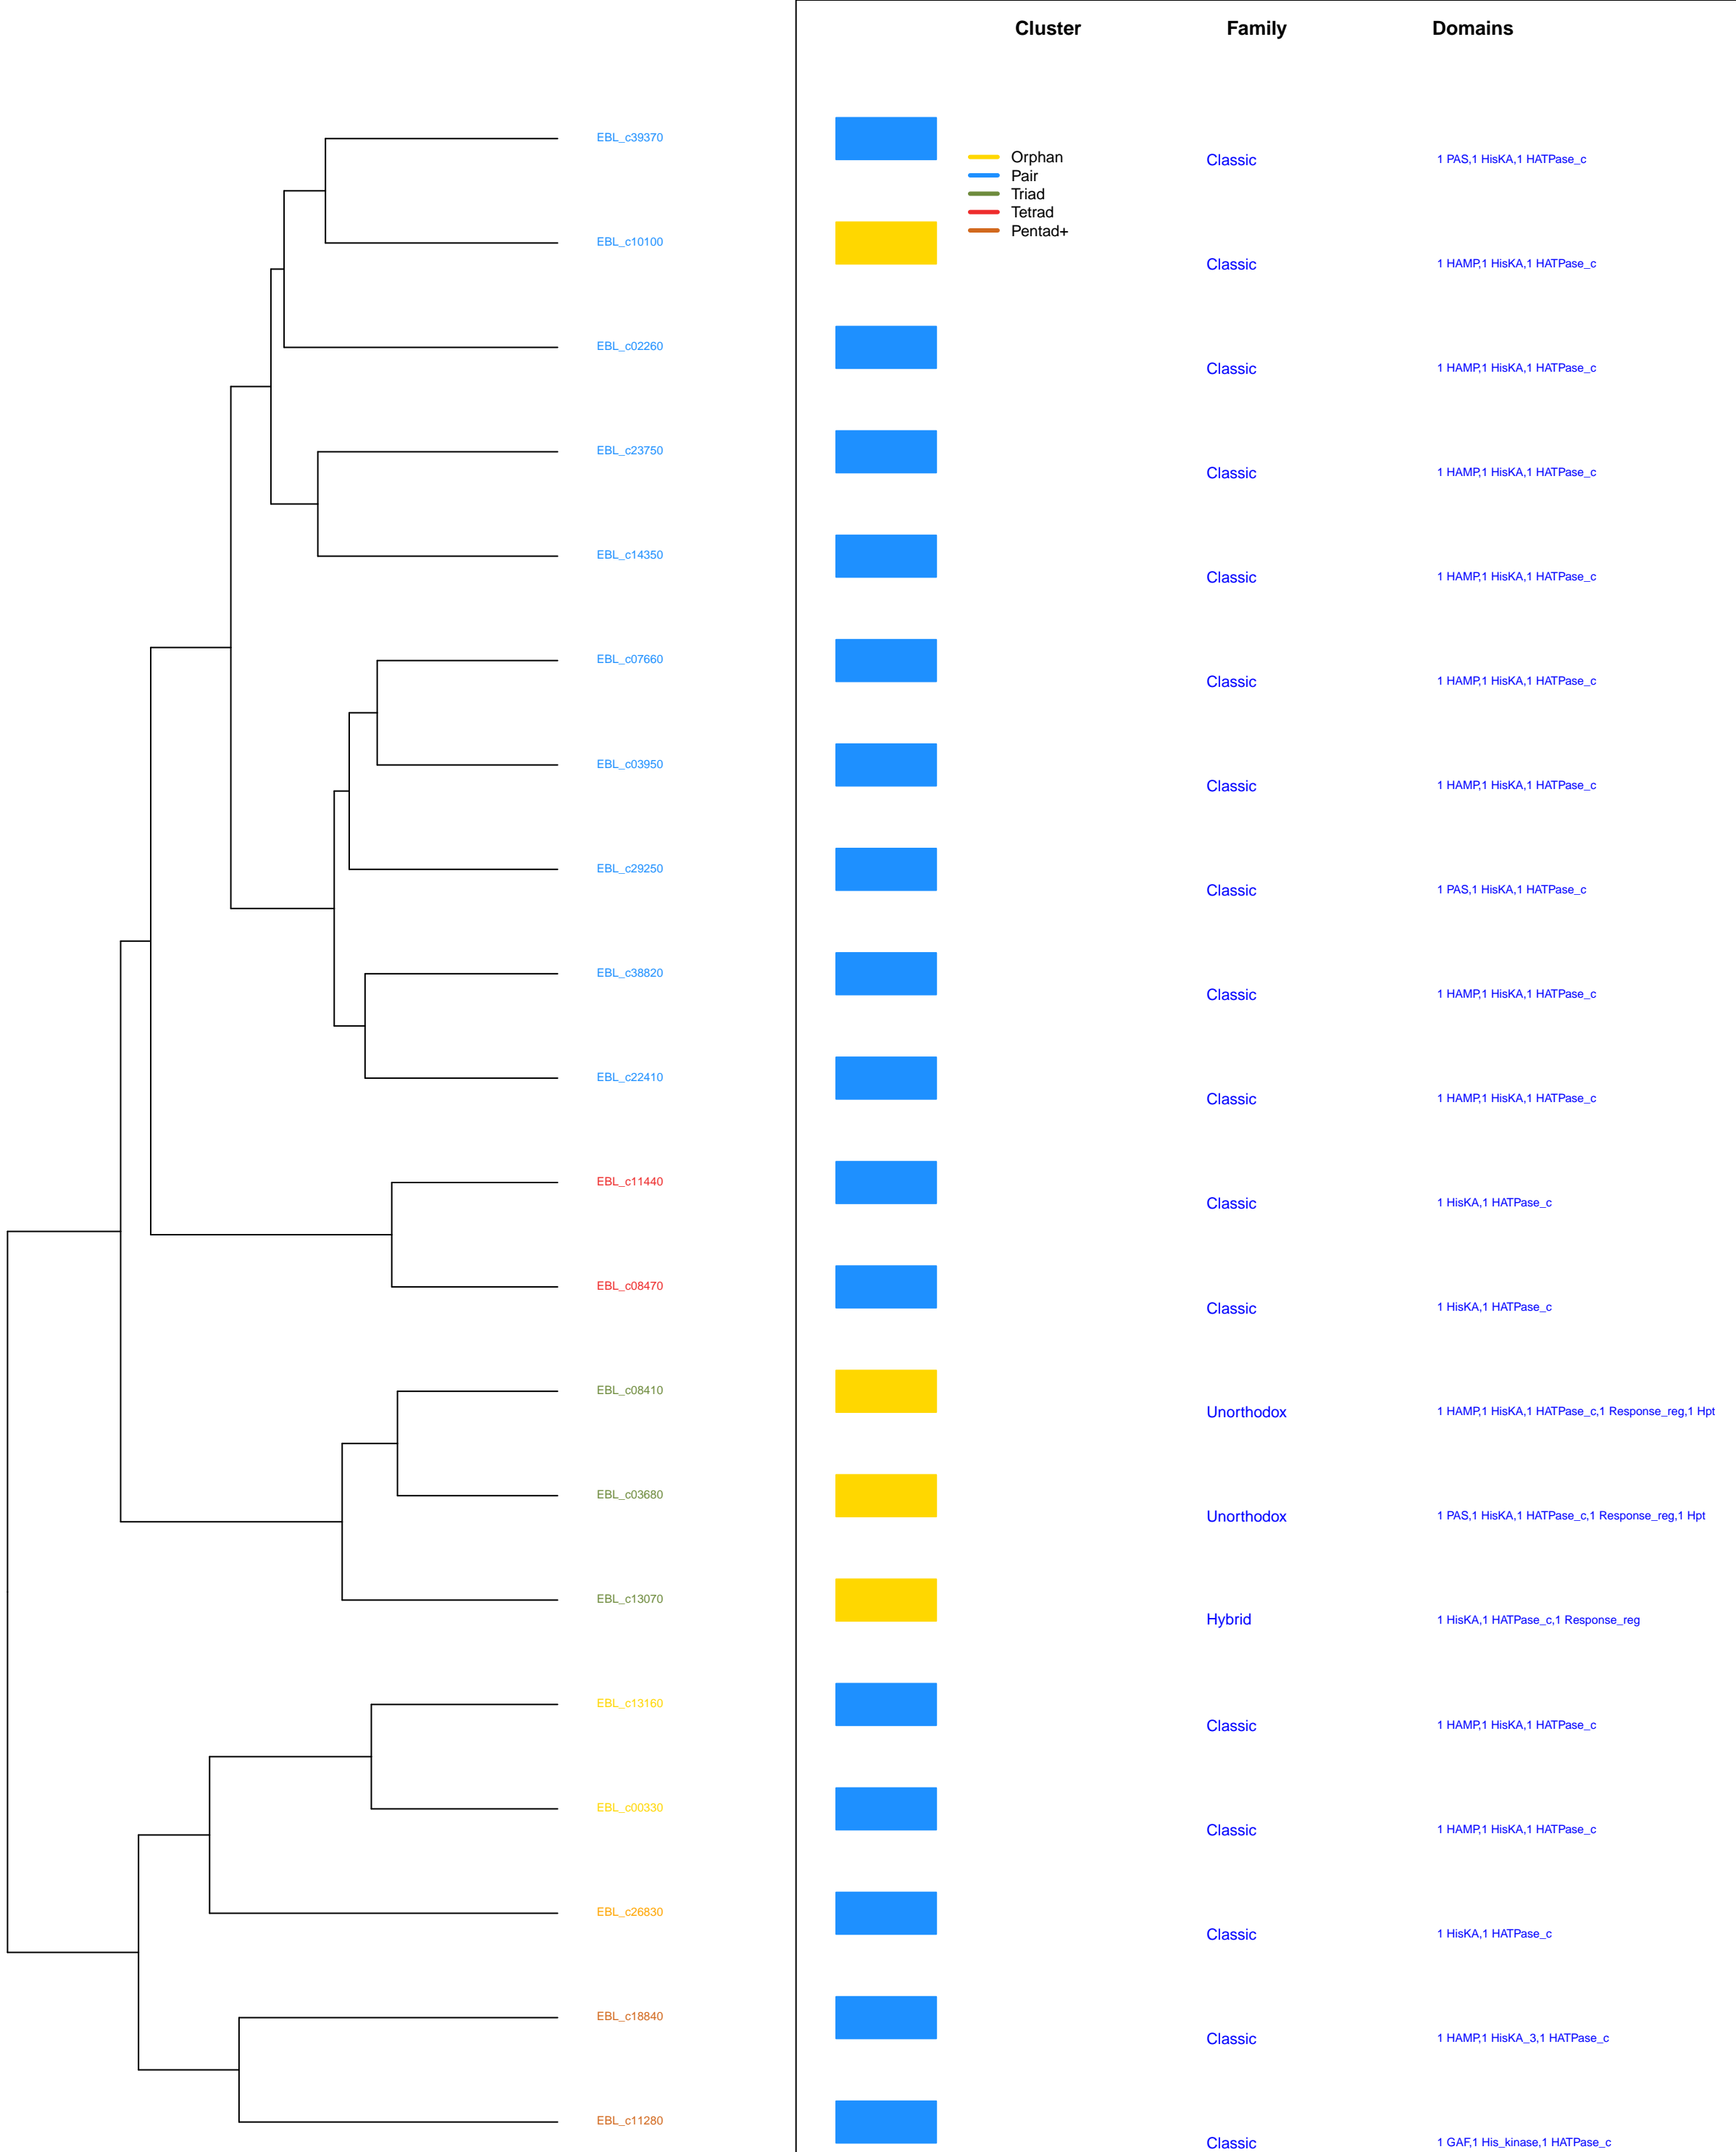 Cluster Family Domains
EBL_c39370 Classic 1 PAS,1 HisKA,1 HATPase_c
Orphan
Pair
Triad
Tetrad
Pentad+
EBL_c10100 Classic 1 HAMP,1 HisKA,1 HATPase_c
EBL_c02260 Classic 1 HAMP,1 HisKA,1 HATPase_c
EBL_c23750 Classic 1 HAMP,1 HisKA,1 HATPase_c
EBL_c14350 Classic 1 HAMP,1 HisKA,1 HATPase_c
EBL_c07660 Classic 1 HAMP,1 HisKA,1 HATPase_c
EBL_c03950 Classic 1 HAMP,1 HisKA,1 HATPase_c
EBL_c29250 Classic 1 PAS,1 HisKA,1 HATPase_c
EBL_c38820 Classic 1 HAMP,1 HisKA,1 HATPase_c
EBL_c22410 Classic 1 HAMP,1 HisKA,1 HATPase_c
EBL_c11440 Classic 1 HisKA,1 HATPase_c
EBL_c08470 Classic 1 HisKA,1 HATPase_c
EBL_c08410 Unorthodox 1 HAMP,1 HisKA,1 HATPase_c,1 Response_reg,1 Hpt
EBL_c03680 Unorthodox 1 PAS,1 HisKA,1 HATPase_c,1 Response_reg,1 Hpt
EBL_c13070 Hybrid 1 HisKA,1 HATPase_c,1 Response_reg
EBL_c13160 Classic 1 HAMP,1 HisKA,1 HATPase_c
EBL_c00330 Classic 1 HAMP,1 HisKA,1 HATPase_c
EBL_c26830 Classic 1 HisKA,1 HATPase_c
EBL_c18840 Classic 1 HAMP,1 HisKA_3,1 HATPase_c
EBL_c11280 Classic 1 GAF,1 His_kinase,1 HATPase_c